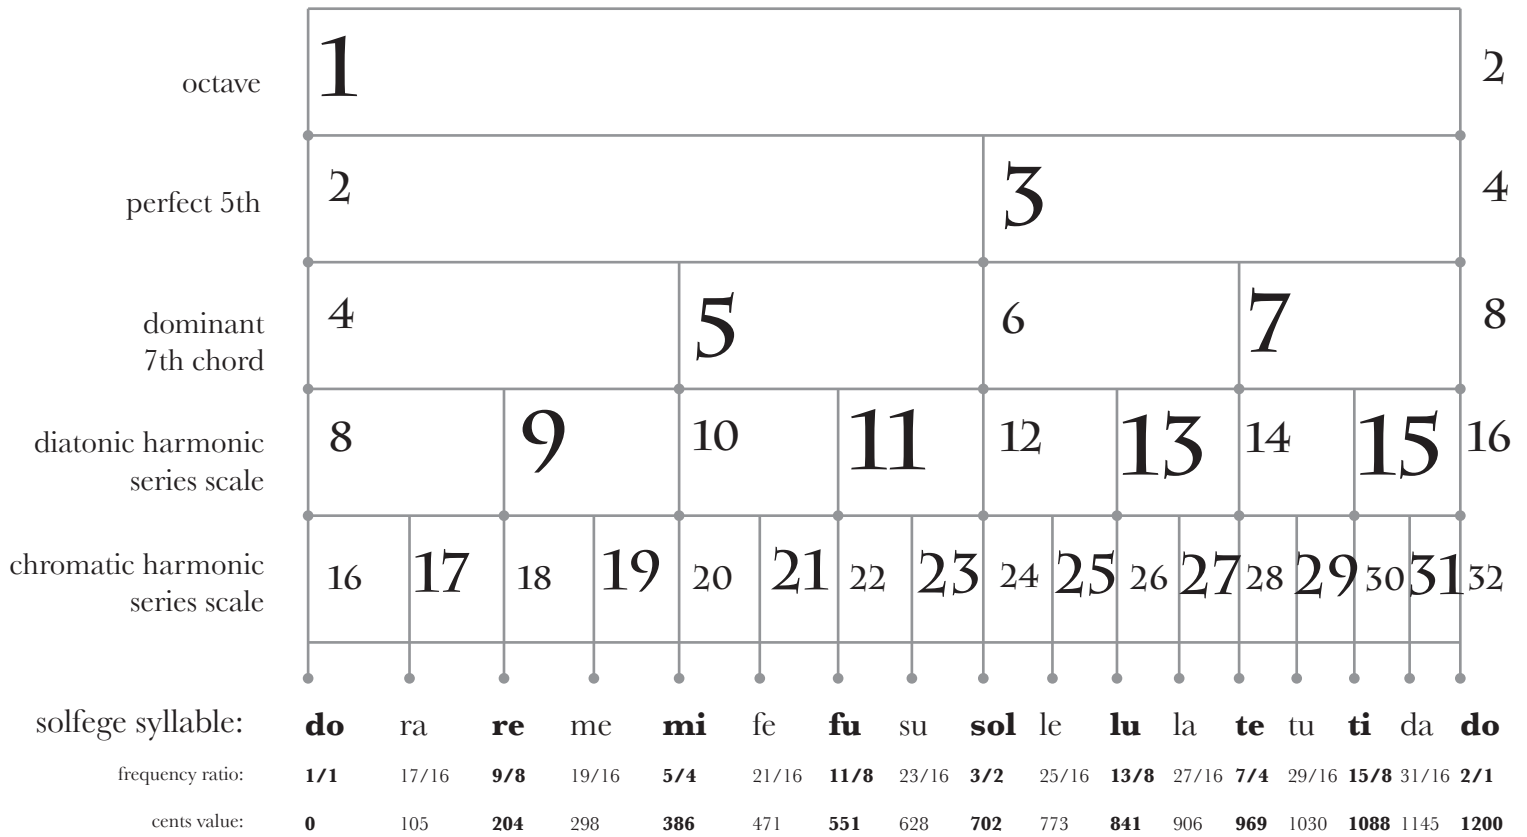 octave 1 2
perfect 5th 2 3 4
dominant
7th chord 4 5 6 7 8
diatonic harmonic
series scale 8 9 10 11 12 13 14 15 16
chromatic harmonic
series scale 16 17 18 19 20 21 22 23 24 25 26 27 28 29 30 31 32
solfege syllable: do ra re me mi fe fu su sol le lu la te tu ti da do
frequency ratio: 1/1 17/16 9/8 19/16 5/4 21/16 11/8 23/16 3/2 25/16 13/8 27/16 7/4 29/16 15/8 31/16 2/1
cents value: 0 105 204 298 386 471 551 628 702 773 841 906 969 1030 1088 1145 1200